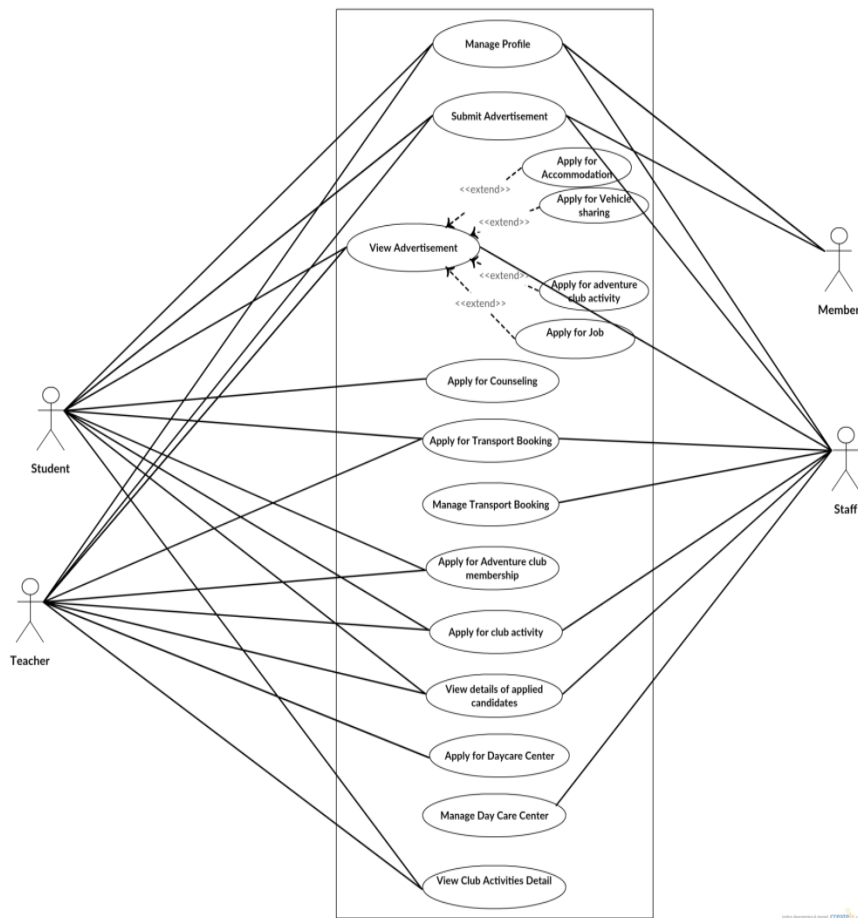 Manage Profile
Submit Advertisement
Apply for
Accommodation
<<extend>>
Apply for Vehicle
sharing
<<extend>>
View Advertisement
<<extend>>
Apply for adventure
club activity
<<extend>>
Apply for Job
Member
Apply for Counseling
Student
Apply for Transport Booking
Staff
Manage Transport Booking
Apply for Adventure club
membership
Apply for club activity
Teacher
View details of applied
candidates
Apply for Daycare Center
Manage Day Care Center
View Club Activities Detail